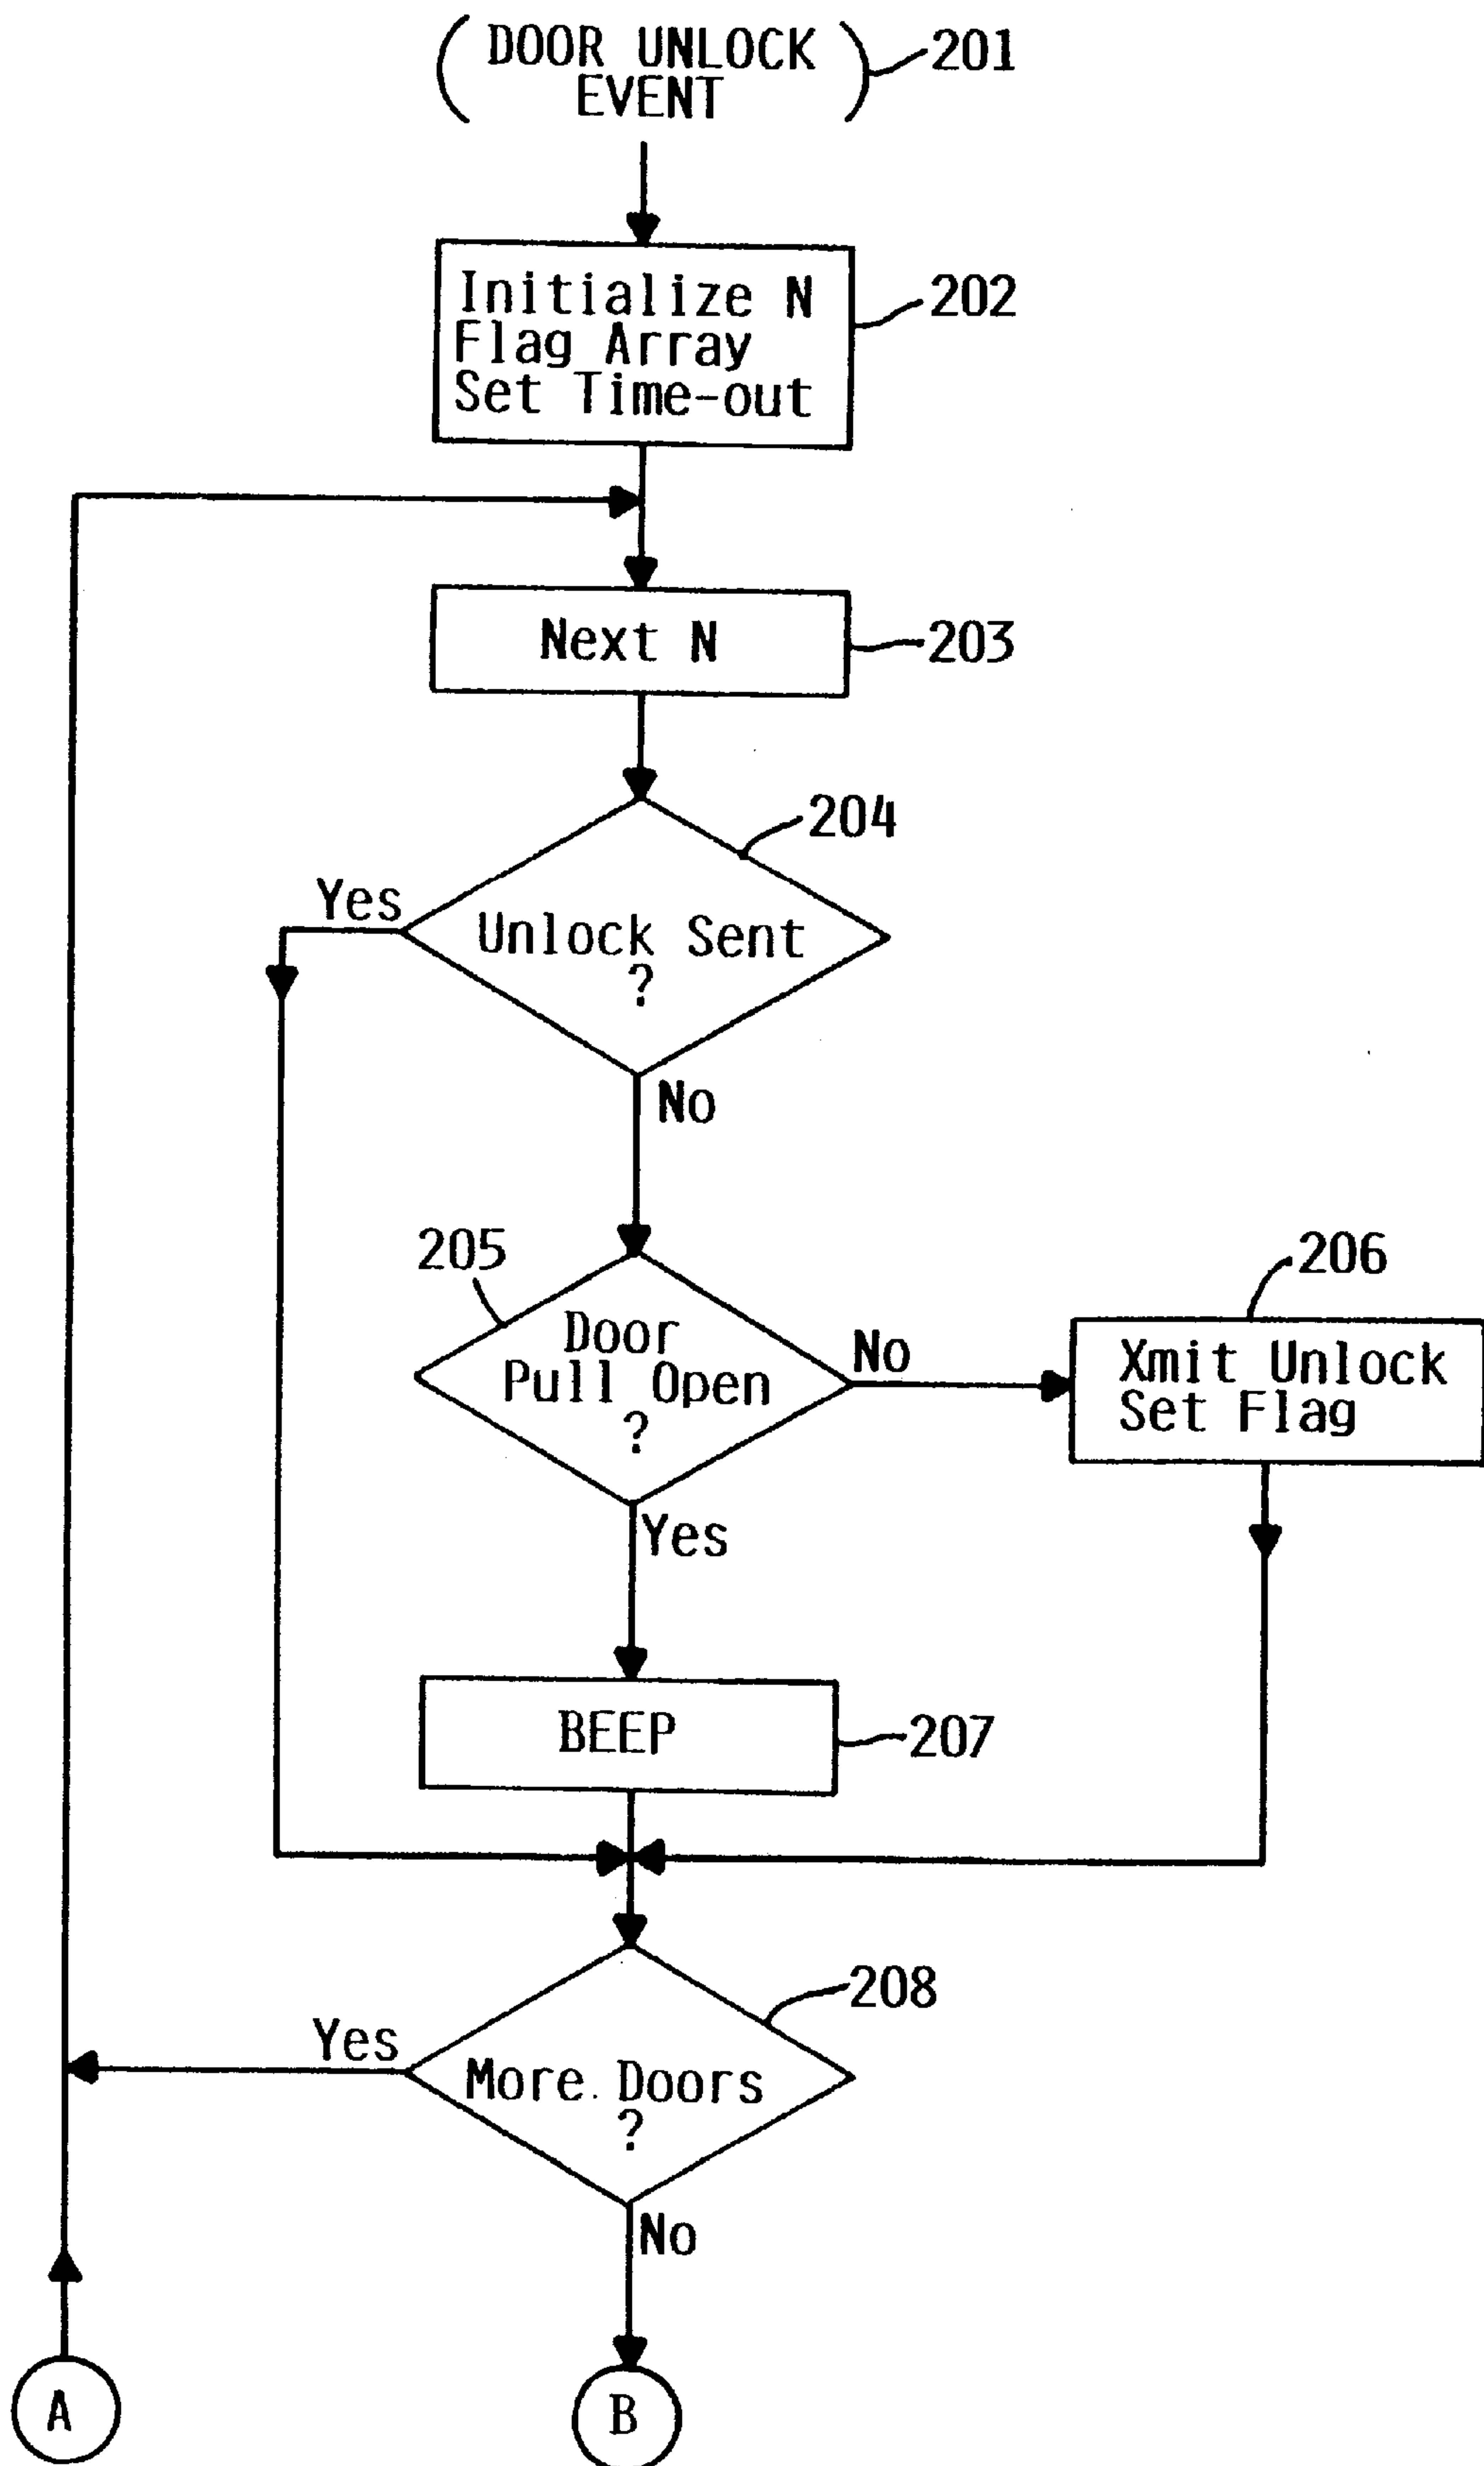 DOOR UNLOCK
EVENT
201
Initialize N
Flag Array
Set Time-out
202
Next N
203
204
Yes
Unlock Sent
?
No
205
Door
Pull Open
?
No
206
Xmit Unlock
Set Flag
Yes
BEEP
207
208
Yes
More Doors
?
No
A
B